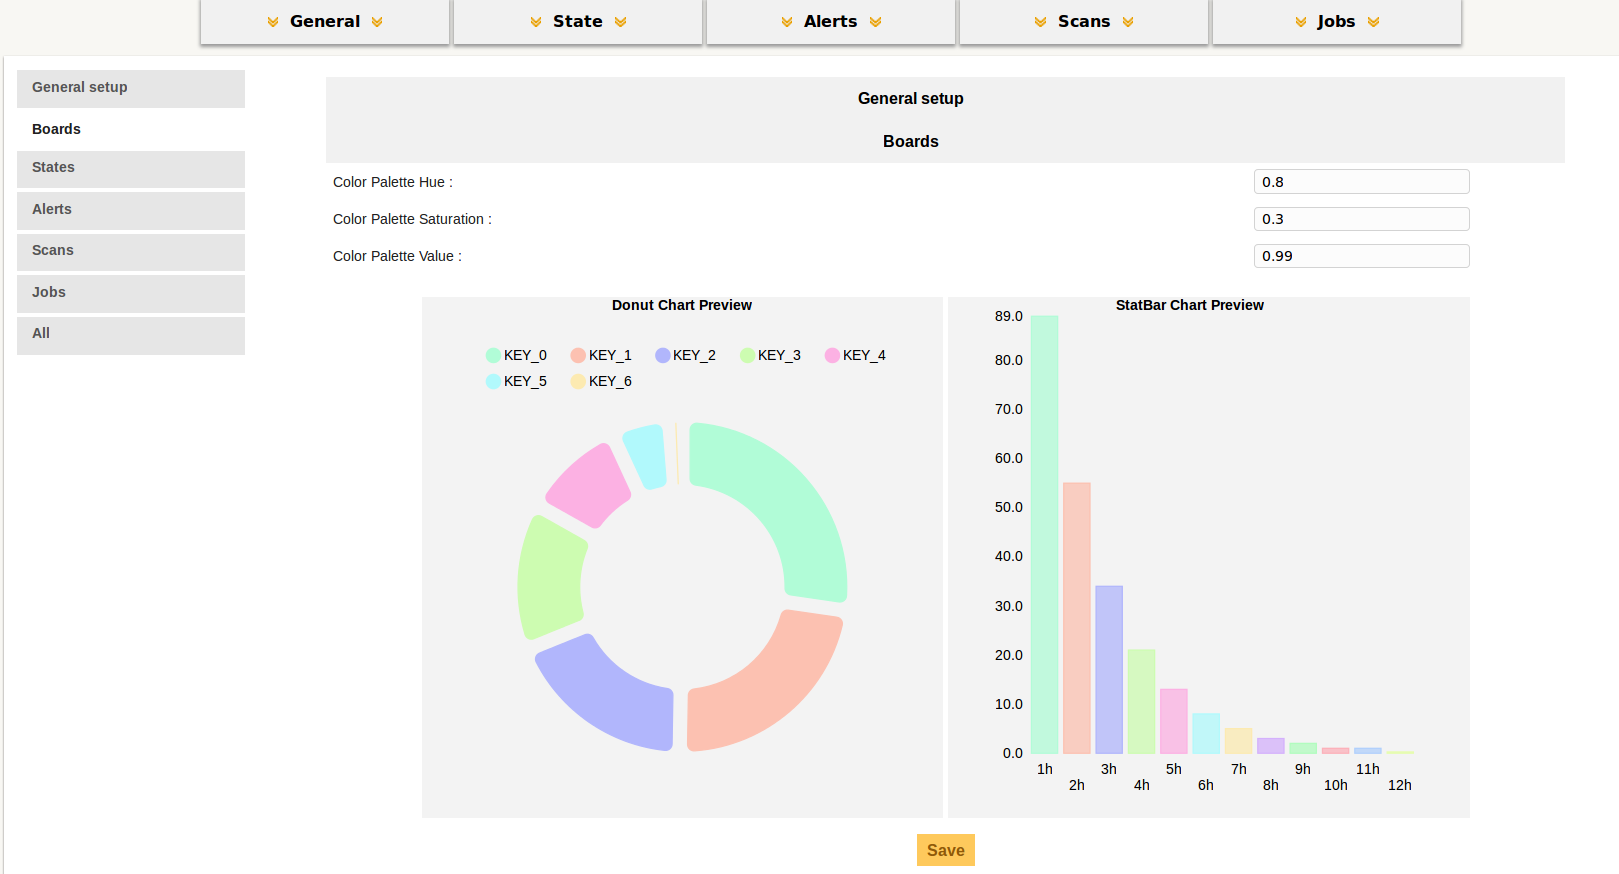 General
State
Alerts
Scans
Jobs
General setup
Boards
States
Alerts
Scans
Jobs
All
General setup
Boards
Color Palette Hue :
0.8
Color Palette Saturation :
0.3
Color Palette Value :
0.99
Donut Chart Preview
KEY_0 KEY_1 KEY_2 KEY_3 KEY_4
KEY_5 KEY_6
StatBar Chart Preview
89.0
80.0
70.0
60.0
50.0
40.0
30.0
20.0
10.0
0.0
1h 3h 5h 7h 9h 11h
2h 4h 6h 8h 10h 12h
Save